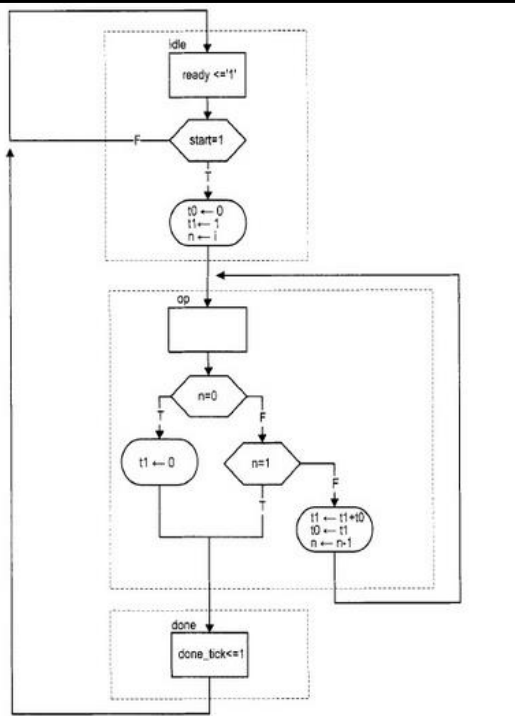 idle
ready <='1'
F
start=1
T
t0 ← 0
t1 ← 1
n ← i
op
n=0
T
F
t1 ← 0
n=1
F
T
t1 ← t1+t0
t0 ← t1
n ← n-1
done
done_tick<=1